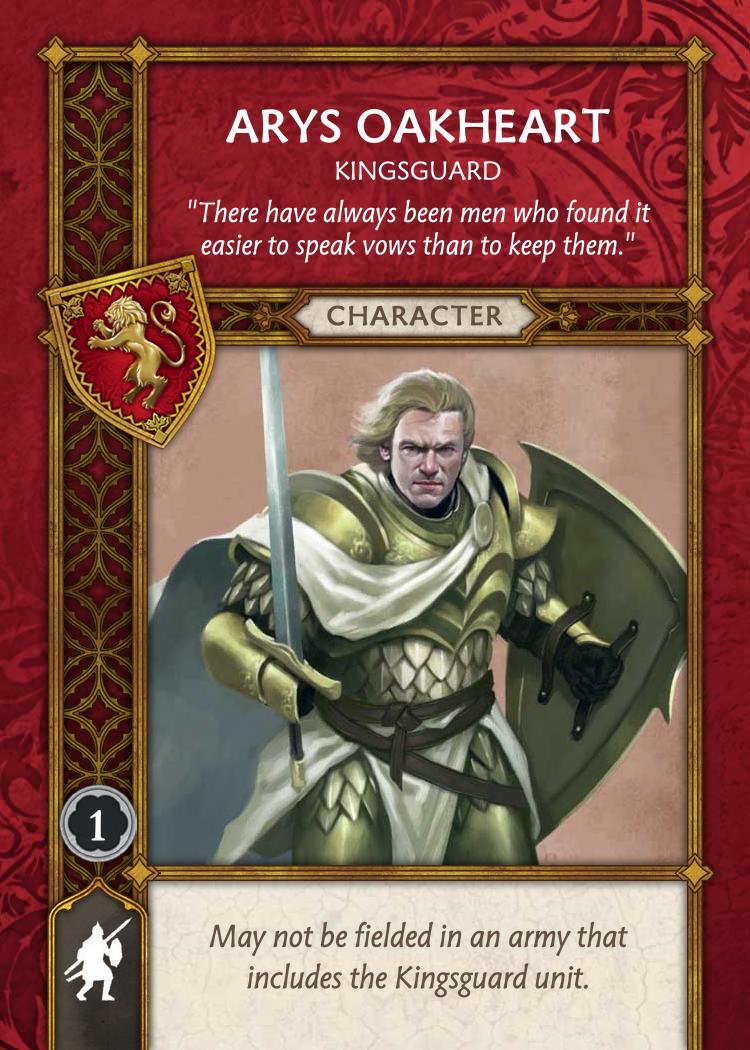 ARYS OAKHEART
KINGSGUARD
"There have always been men who found it
easier to speak vows than to keep them."
CHARACTER
1
May not be fielded in an army that
includes the Kingsguard unit.